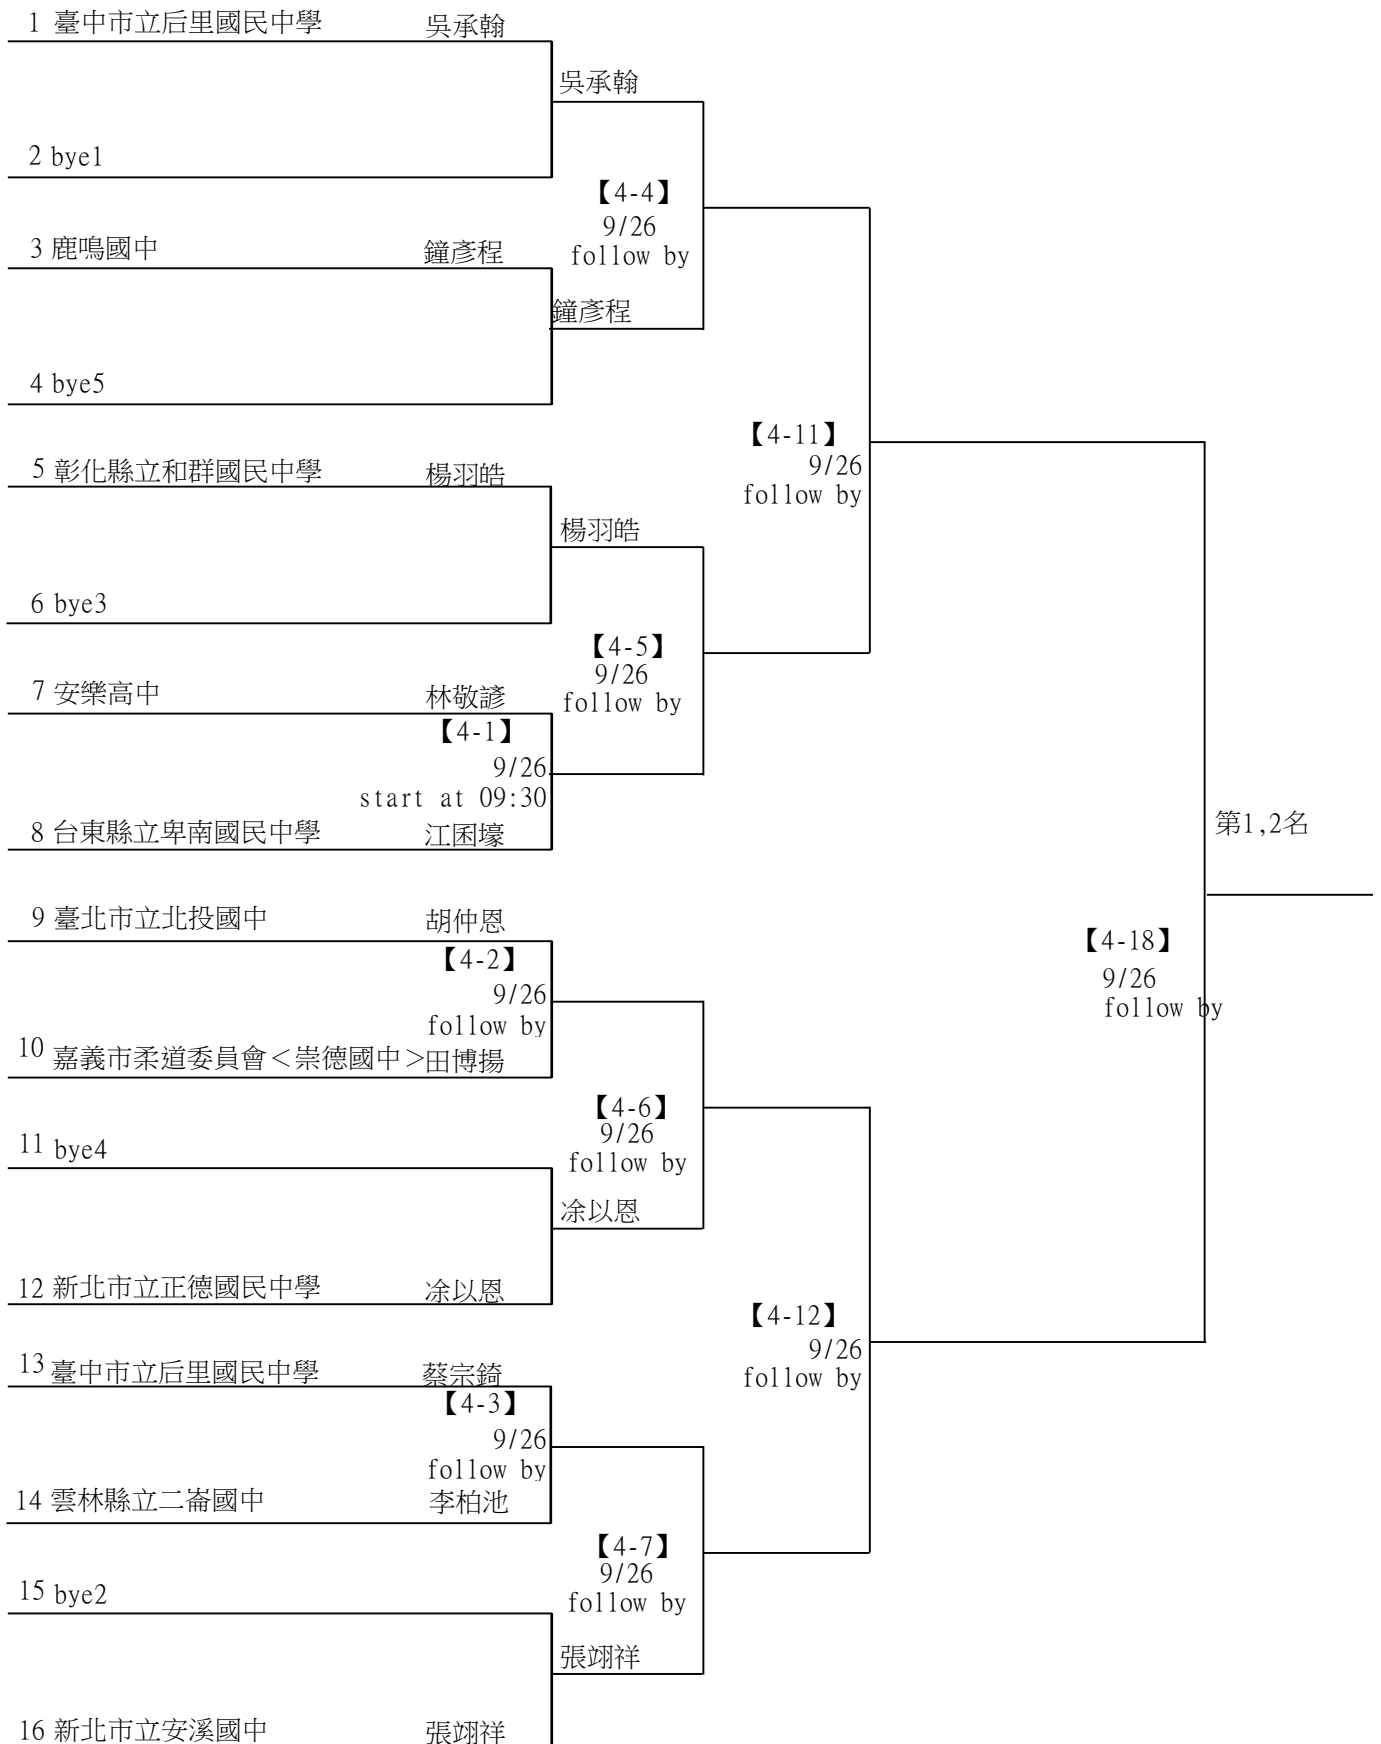 1 臺中市立后里國民中學 吳承翰
吳承翰
2 bye1
【4-4】
9/26
follow by
3 鹿鳴國中 鐘彥程
鐘彥程
4 bye5
【4-11】
9/26
follow by
5 彰化縣立和群國民中學 楊羽皓
楊羽皓
6 bye3
【4-5】
9/26
follow by
7 安樂高中 林敬諺
【4-1】
9/26
start at 09:30
8 台東縣立卑南國民中學 江囷壕
第1,2名
9 臺北市立北投國中 胡仲恩
【4-2】
9/26
follow by
【4-18】
9/26
follow by
10 嘉義市柔道委員會＜崇德國中＞田博揚
【4-6】
9/26
follow by
11 bye4
凃以恩
12 新北市立正德國民中學 凃以恩
【4-12】
9/26
follow by
13 臺中市立后里國民中學 蔡宗錡
【4-3】
9/26
follow by
14 雲林縣立二崙國中 李柏池
【4-7】
9/26
follow by
15 bye2
張翊祥
16 新北市立安溪國中 張翊祥